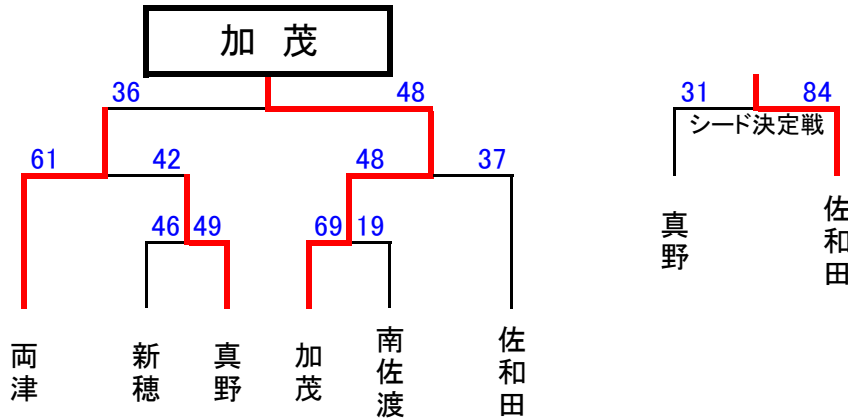 加 茂
36 48
31 84
シード決定戦
61 42 48 37
46 49 69 19
真野 佐和田
両津 新穂 真野 加茂 南佐渡 佐和田